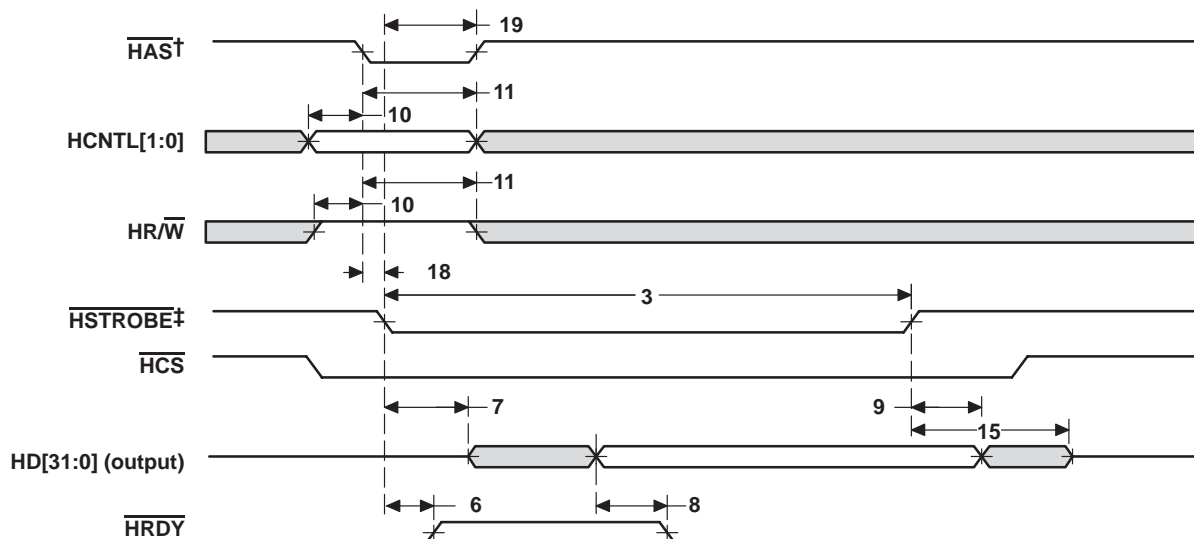 19
HAS†
11
10
HCNTL[1:0]
11
10
HR/W
18
3
HSTROBE‡
HCS
7
9
15
HD[31:0] (output)
6
8
HRDY